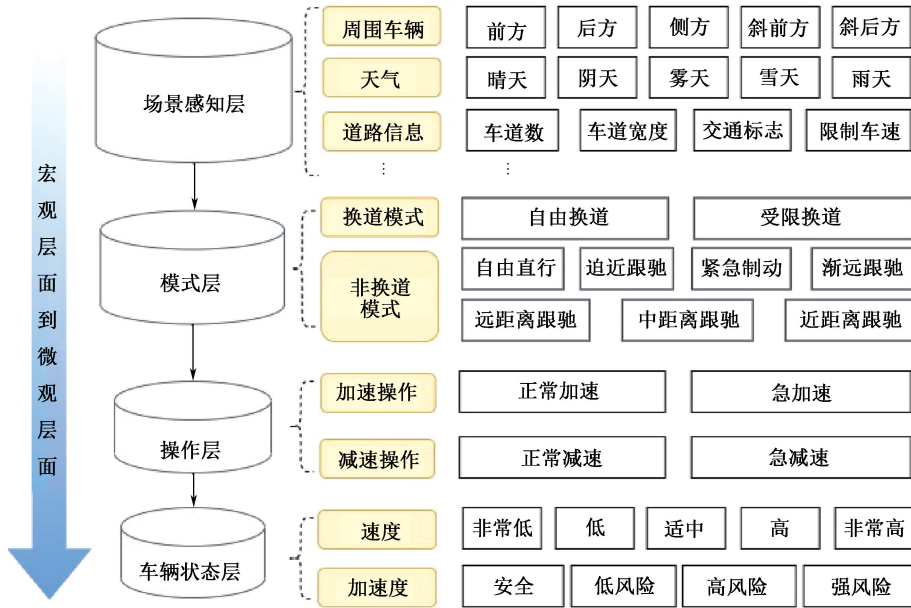 宏观层面到微观层面
场景感知层
周围车辆 前方 后方 侧方 斜前方 斜后方
天气 晴天 阴天 雾天 雪天 雨天
道路信息 车道数 车道宽度 交通标志 限制车速
⋮ ⋮
模式层
换道模式 自由换道 受限换道
非换道
模式
自由直行 迫近跟驰 紧急制动 渐远跟驰
远距离跟驰 中距离跟驰 近距离跟驰
操作层
加速操作 正常加速 急加速
减速操作 正常减速 急减速
车辆状态层
速度 非常低 低 适中 高 非常高
加速度 安全 低风险 高风险 强风险